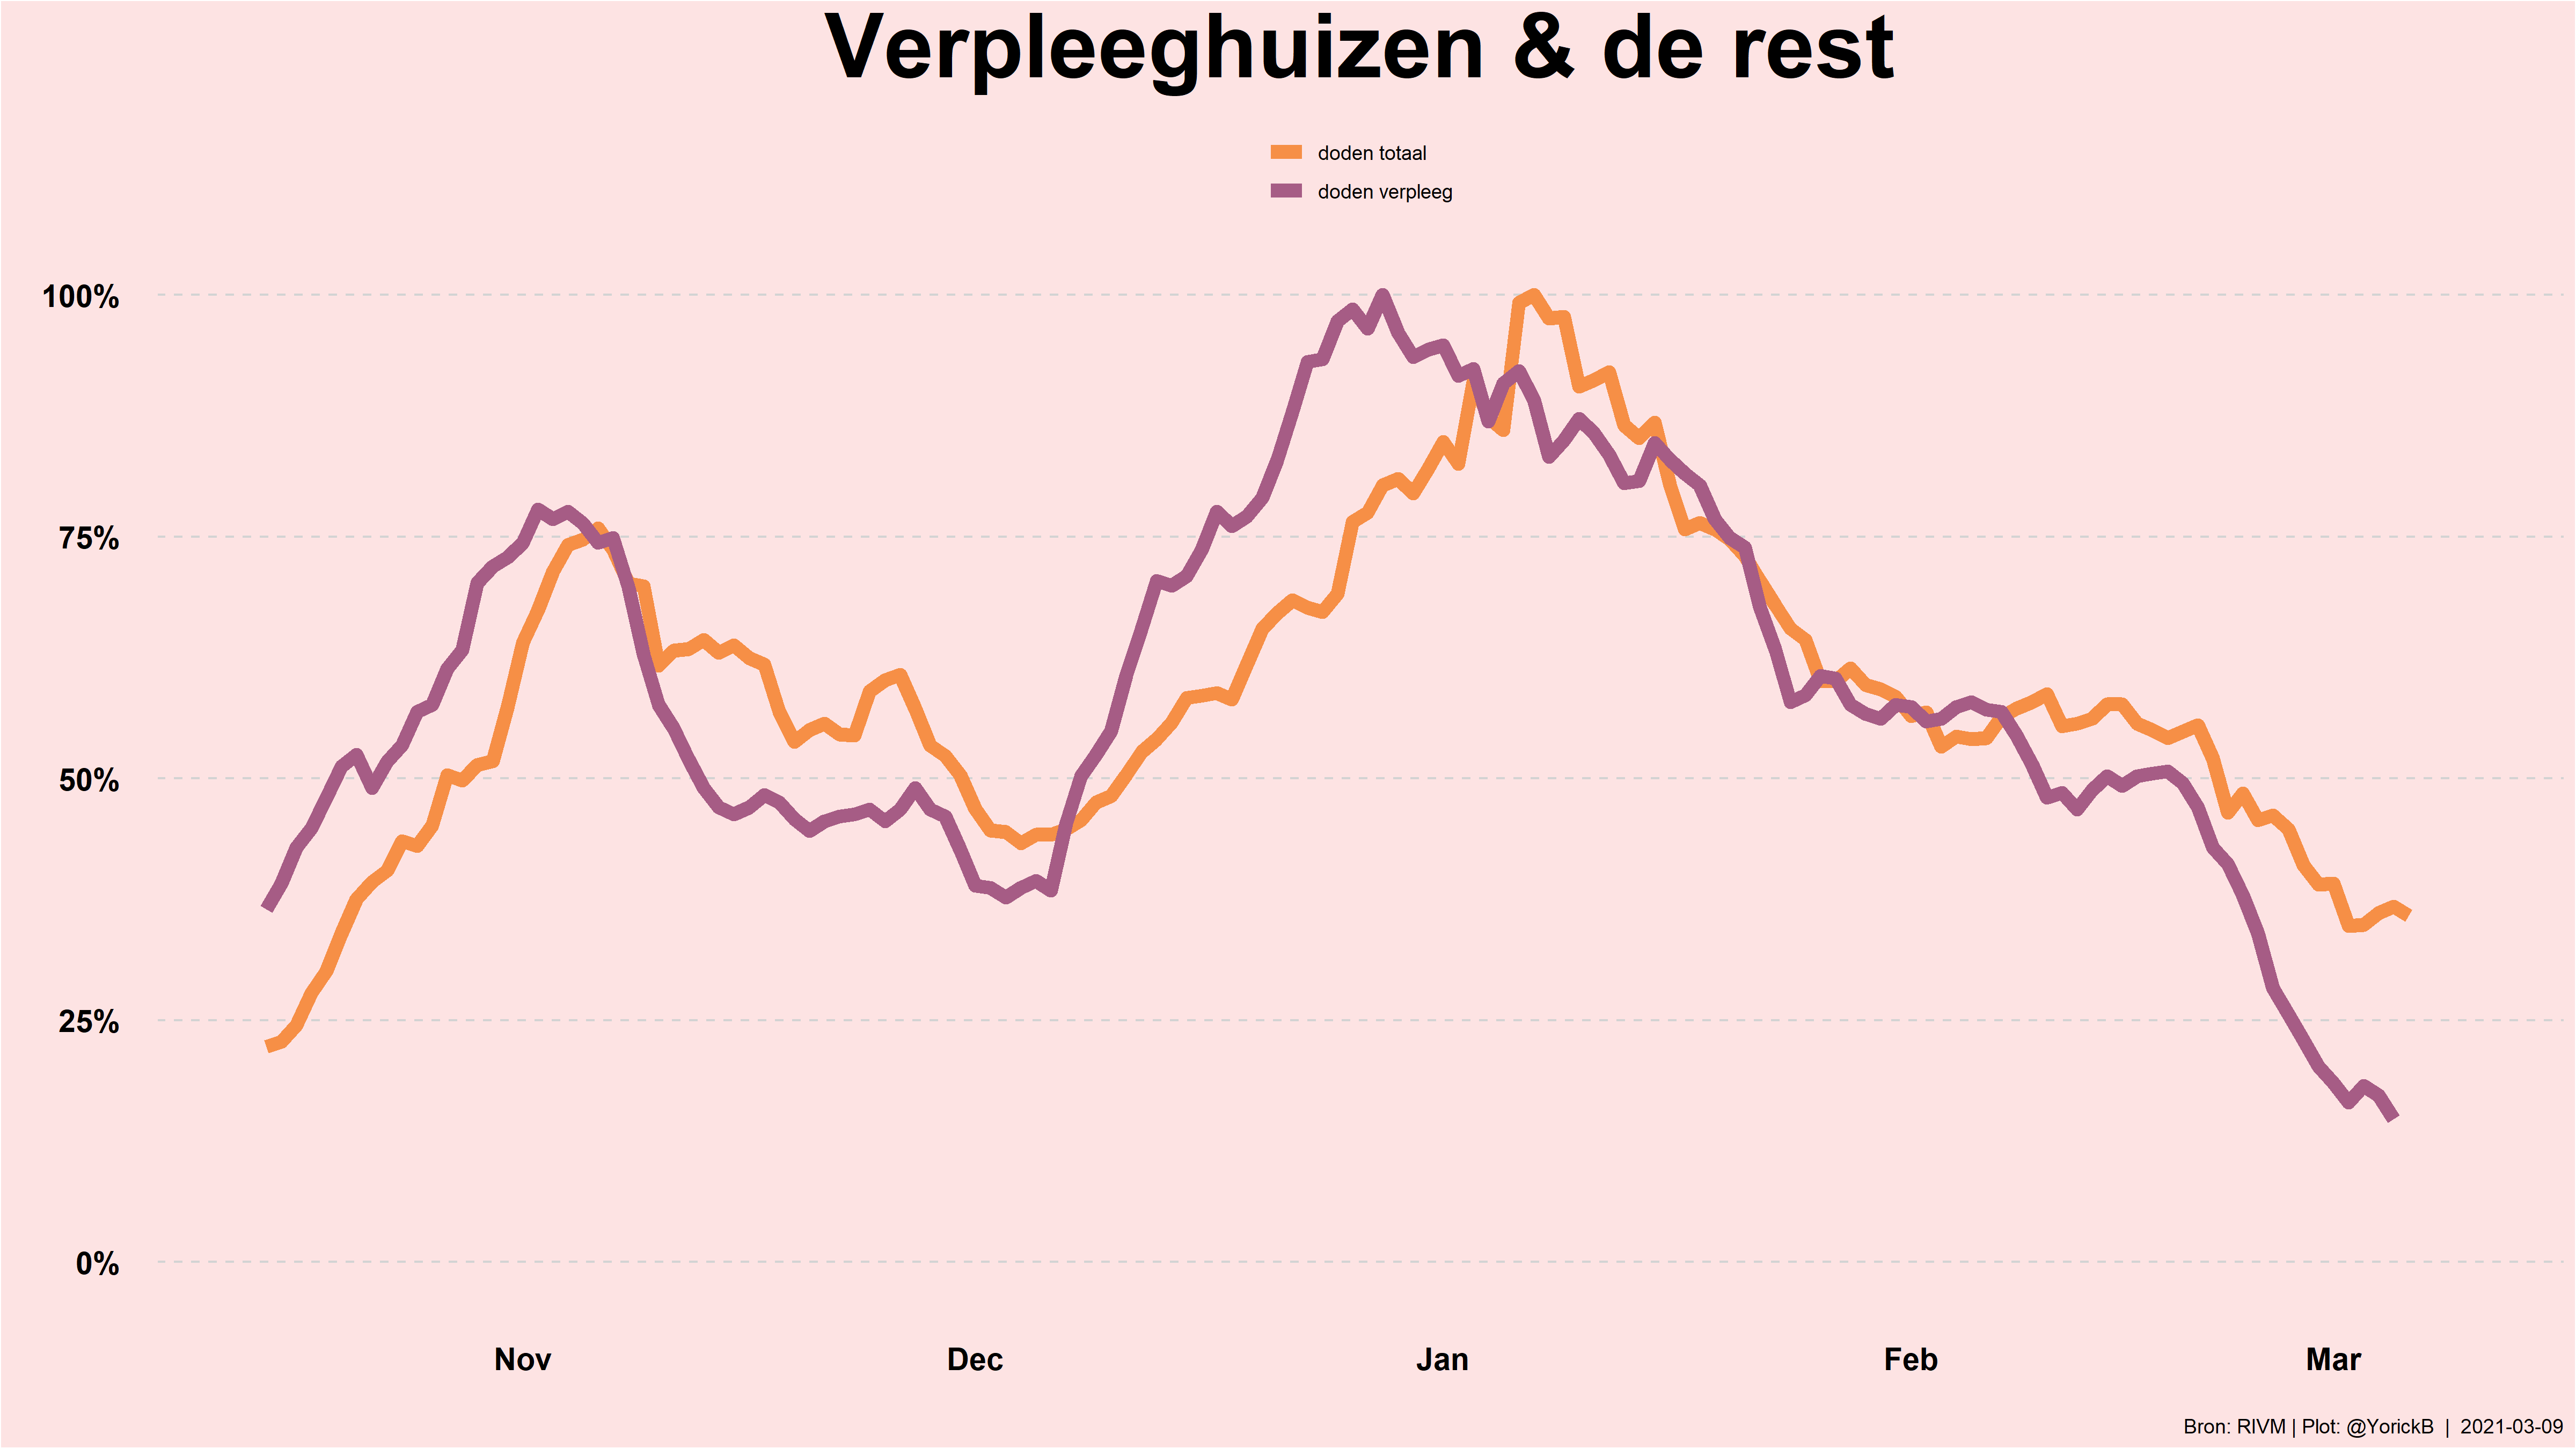 Verpleeghuizen & de rest
doden totaal
doden verpleeg
100%
75%
50%
25%
0%
Nov Dec Jan Feb Mar
Bron: RIVM | Plot: @YorickB | 2021-03-09